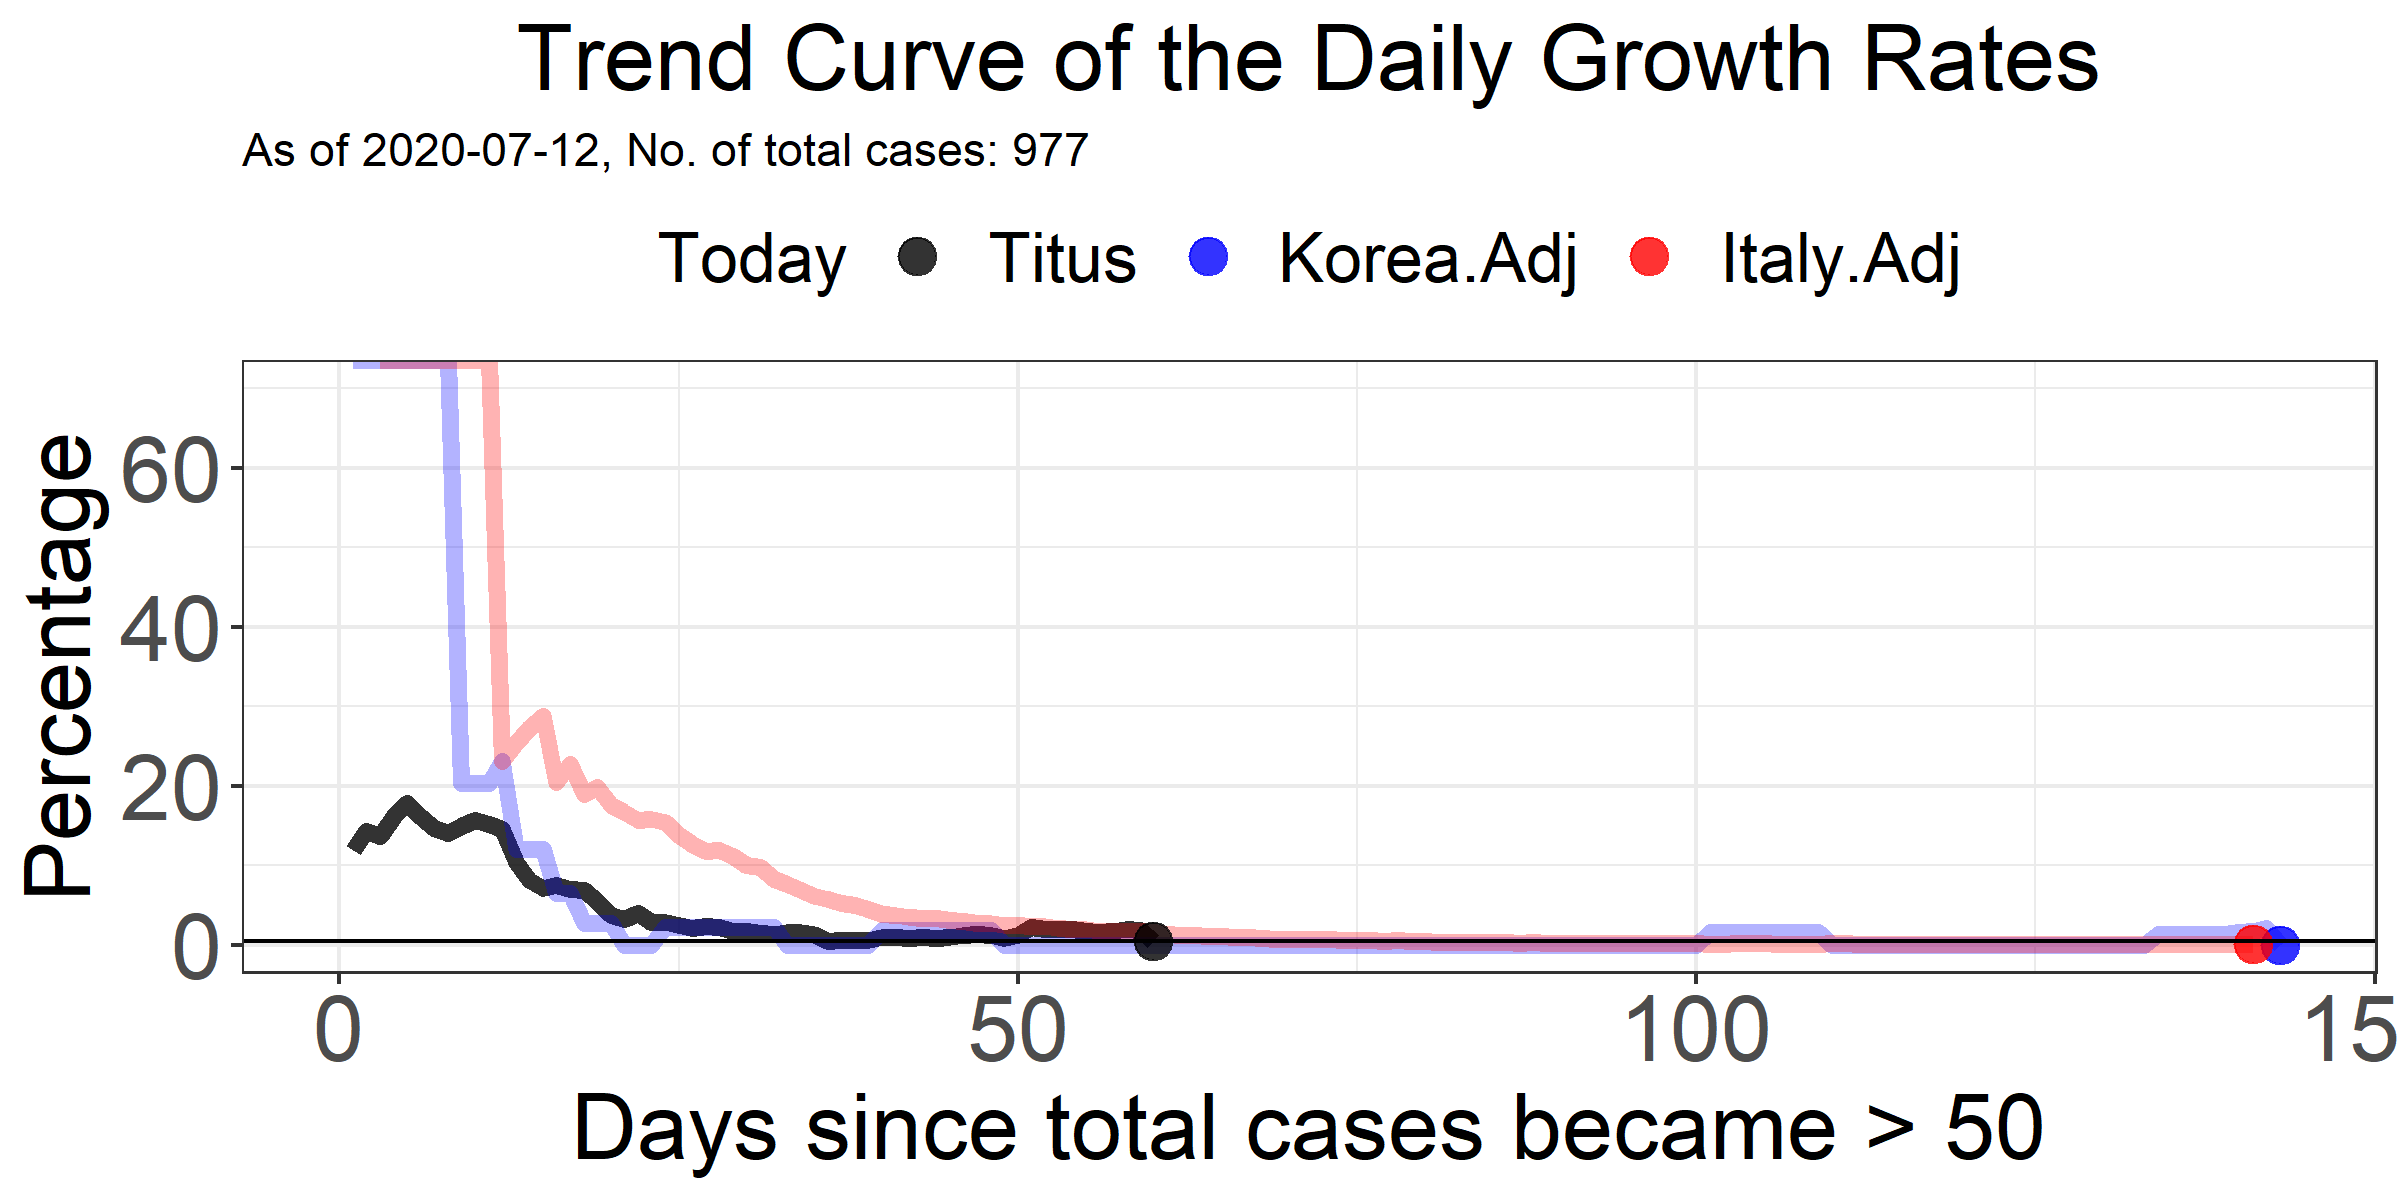 Trend Curve of the Daily Growth Rates
As of 2020-07-12, No. of total cases: 977
Today Titus Korea.Adj Italy.Adj
Percentage
60
40
20
0
0 50 100 15
Days since total cases became > 50